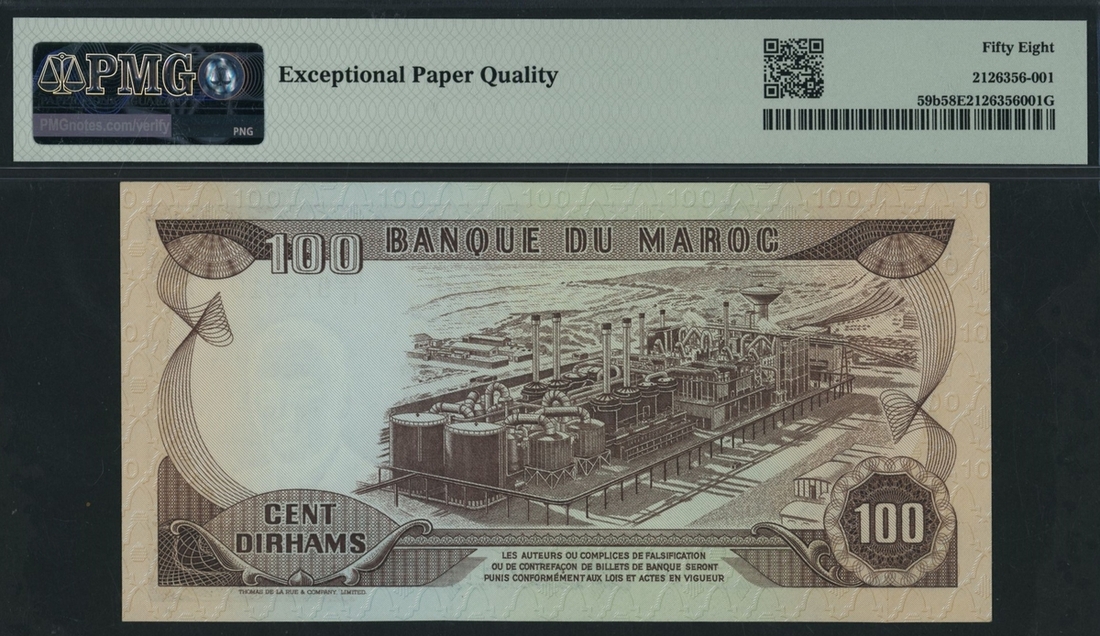 PMG
PMGnotes.com/verify
PNG
Exceptional Paper Quality
Fifty Eight
2126356-001
59b58E2126356001G
100 BANQUE DU MAROC
CENT
DIRHAMS
100
LES AUTEURS OU COMPLICES DE FALSIFICATION
OU DE CONTREFAÇON DE BILLETS DE BANQUE SERONT
PUNIS CONFORMÉMENT AUX LOIS ET ACTES EN VIGUEUR
THOMAS DE LA RUE & COMPANY, LIMITED.